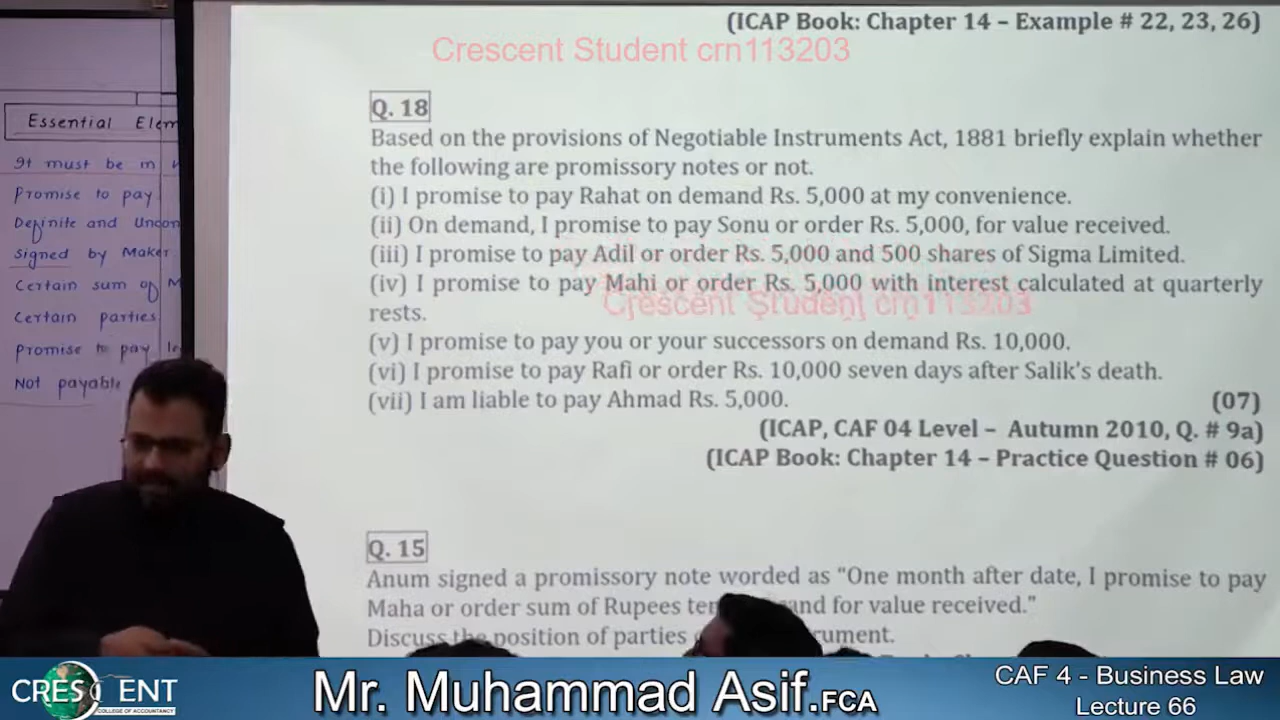 (ICAP Book: Chapter 14 – Example # 22, 23, 26)
Crescent Student crn113203
Essential Elem
It must be in
Promise to pay
Definite and Uncon
signed by Maker
Certain sum of M
Certain parties
Promise to pay
Not payable
Q. 18
Based on the provisions of Negotiable Instruments Act, 1881 briefly explain whether
the following are promissory notes or not.
(i) I promise to pay Rahat on demand Rs. 5,000 at my convenience.
(ii) On demand, I promise to pay Sonu or order Rs. 5,000, for value received.
(iii) I promise to pay Adil or order Rs. 5,000 and 500 shares of Sigma Limited.
(iv) I promise to pay Mahi or order Rs. 5,000 with interest calculated at quarterly
rests.
Crescent Student crn113203
(v) I promise to pay you or your successors on demand Rs. 10,000.
(vi) I promise to pay Rafi or order Rs. 10,000 seven days after Salik's death.
(vii) I am liable to pay Ahmad Rs. 5,000. (07)
(ICAP, CAF 04 Level – Autumn 2010, Q. # 9a)
(ICAP Book: Chapter 14 – Practice Question # 06)
Q. 15
Anum signed a promissory note worded as "One month after date, I promise to pay
Maha or order sum of Rupees for value received."
Discuss the position of parties
CRESCENT
COLLEGE OF ACCOUNTANCY
Mr. Muhammad Asif.FCA
CAF 4 - Business Law
Lecture 66